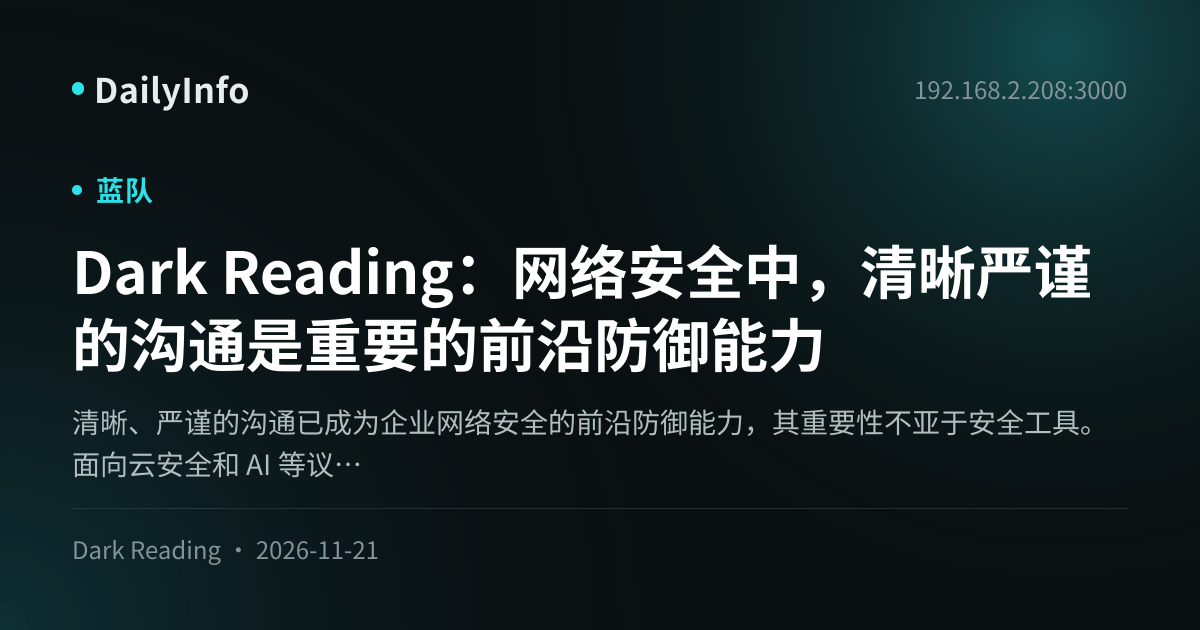 DailyInfo
192.168.2.208:3000
蓝队
Dark Reading：网络安全中，清晰严谨
的沟通是重要的前沿防御能力
清晰、严谨的沟通已成为企业网络安全的前沿防御能力，其重要性不亚于安全工具。
面向云安全和 AI 等议…
Dark Reading · 2026-11-21